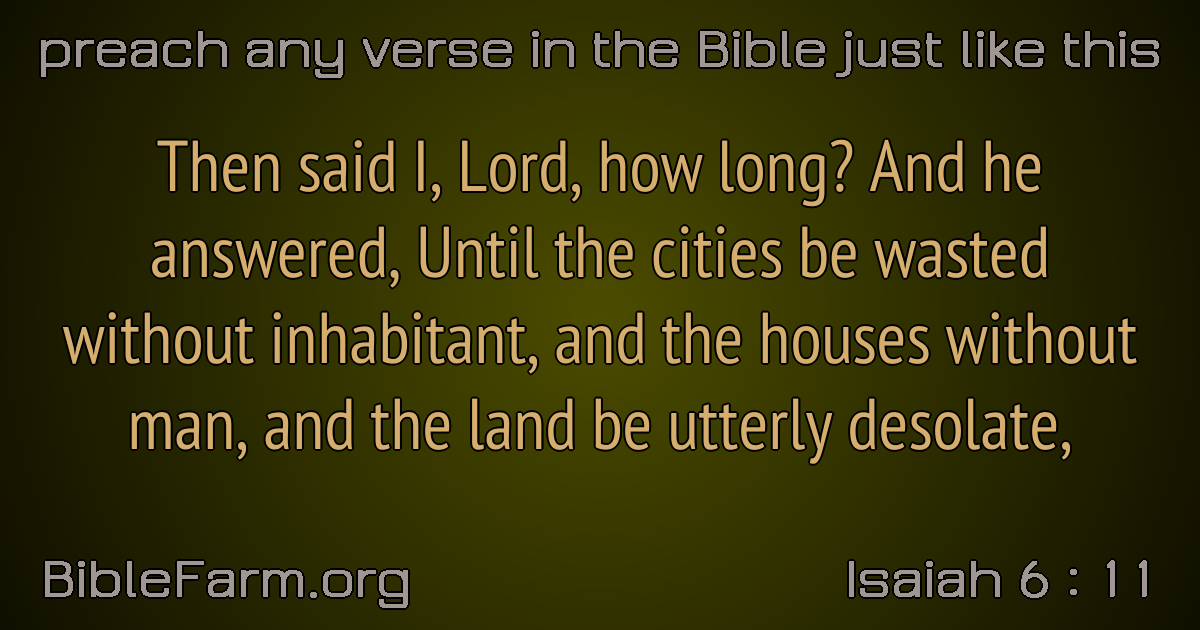 preach any verse in the Bible just like this
Then said I, Lord, how long? And he
answered, Until the cities be wasted
without inhabitant, and the houses without
man, and the land be utterly desolate,
BibleFarm.org
Isaiah 6 : 11